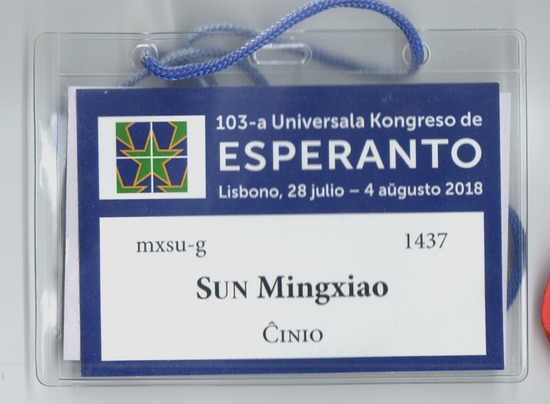 103-a Universala Kongreso de
ESPERANTO
Lisbono, 28 julio – 4 aŭgusto 2018
mxsu-g 1437
SUN Mingxiao
ĈINIO